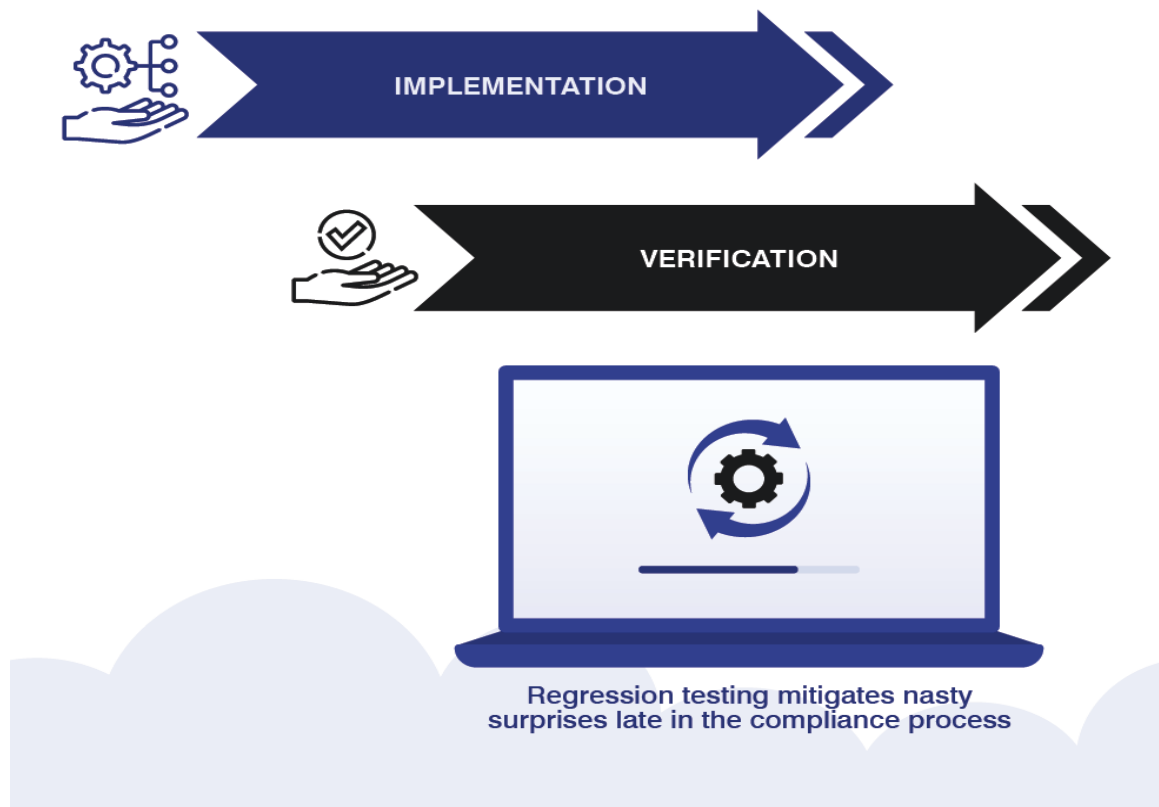 IMPLEMENTATION
VERIFICATION
Regression testing mitigates nasty
surprises late in the compliance process